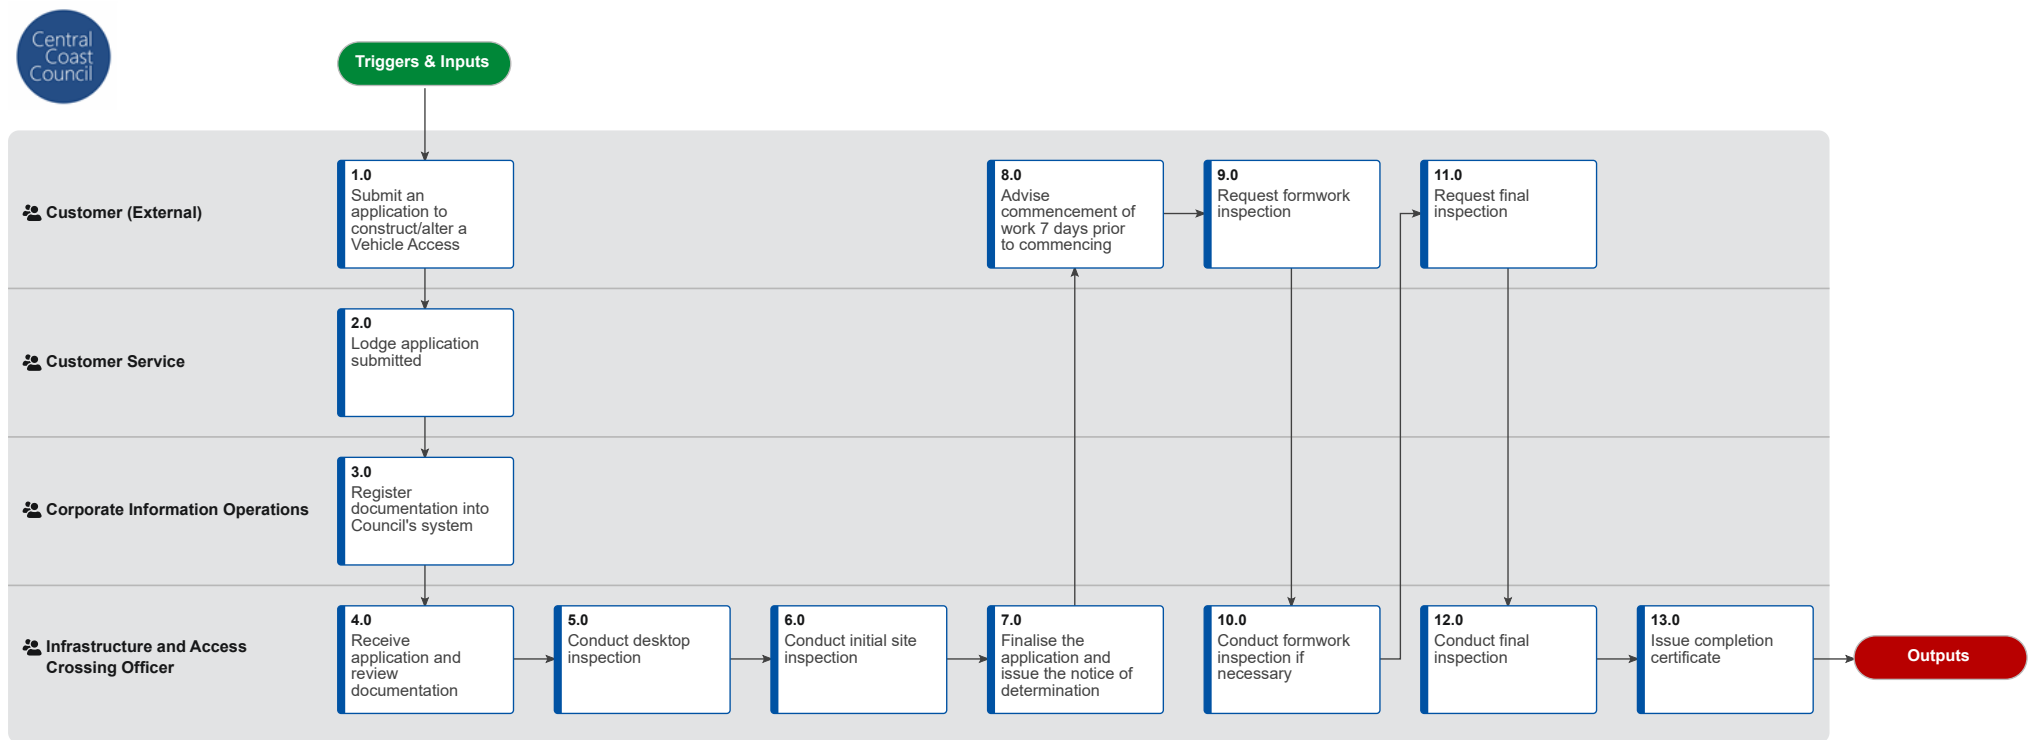 Central
Coast
Council
Triggers & Inputs
Customer (External)
1.0
Submit an
application to
construct/alter a
Vehicle Access
8.0
Advise
commencement of
work 7 days prior
to commencing
9.0
Request formwork
inspection
11.0
Request final
inspection
Customer Service
2.0
Lodge application
submitted
Corporate Information Operations
3.0
Register
documentation into
Council's system
Infrastructure and Access
Crossing Officer
4.0
Receive
application and
review
documentation
5.0
Conduct desktop
inspection
6.0
Conduct initial site
inspection
7.0
Finalise the
application and
issue the notice of
determination
10.0
Conduct formwork
inspection if
necessary
12.0
Conduct final
inspection
13.0
Issue completion
certificate
Outputs